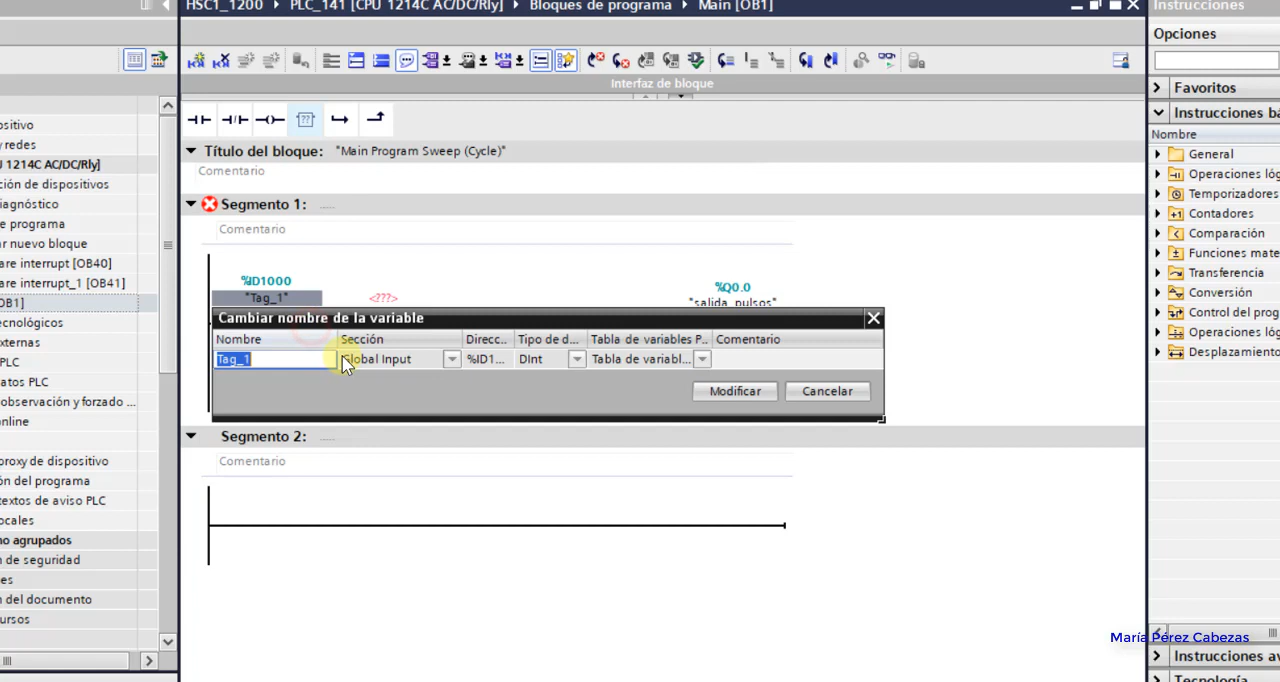 HSC1_1200 PLC_141 [CPU 1214C AC/DC/Rly] Bloques de programa Main [OB1]
Interfaz de bloque
Título del bloque: "Main Program Sweep (Cycle)"
Comentario
Segmento 1: .....
Comentario
%ID1000
"Tag_1"
<???>
%Q0.0
"salida_pulsos"
Cambiar nombre de la variable
Nombre Sección Direcc... Tipo de d... Tabla de variables P.. Comentario
Tag_1 Global Input %ID1... DInt Tabla de variabl...
Modificar Cancelar
Segmento 2: .....
Comentario
sitivo
y redes
U 1214C AC/DC/Rly]
ción de dispositivos
iagnóstico
e programa
ar nuevo bloque
are interrupt [OB40]
are interrupt_1 [OB41]
OB1]
ecnológicos
xternas
PLC
atos PLC
observación y forzado ...
nline
proxy de dispositivo
ón del programa
textos de aviso PLC
ocales
no agrupados
n de seguridad
es
n del documento
ursos
Instrucciones
Opciones
Favoritos
Instrucciones bá
Nombre
General
Operaciones lóg
Temporizadores
Contadores
Comparación
Funciones mate
Transferencia
Conversión
Control del prog
Operaciones lóg
Desplazamiento
María Pérez Cabezas
Instrucciones av
Tecnología